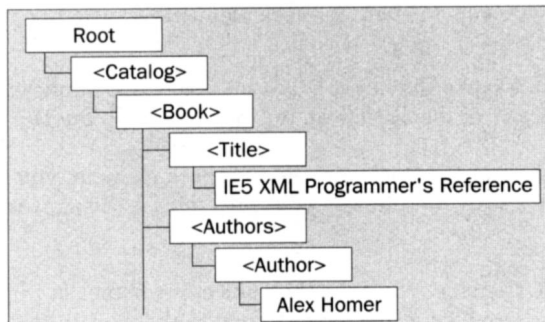 Root
<Catalog>
<Book>
<Title>
IE5 XML Programmer's Reference
<Authors>
<Author>
Alex Homer